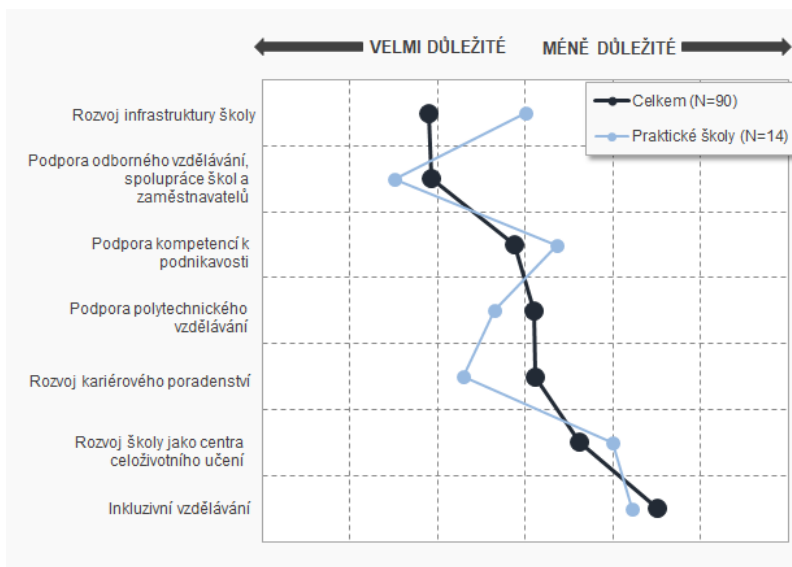 VELMI DŮLEŽITÉ MÉNĚ DŮLEŽITÉ
Celkem (N=90)
Praktické školy (N=14)
Rozvoj infrastruktury školy
Podpora odborného vzdělávání,
spolupráce škol a
zaměstnavatelů
Podpora kompetencí k
podnikavosti
Podpora polytechnického
vzdělávání
Rozvoj kariérového poradenství
Rozvoj školy jako centra
celoživotního učení
Inkluzivní vzdělávání